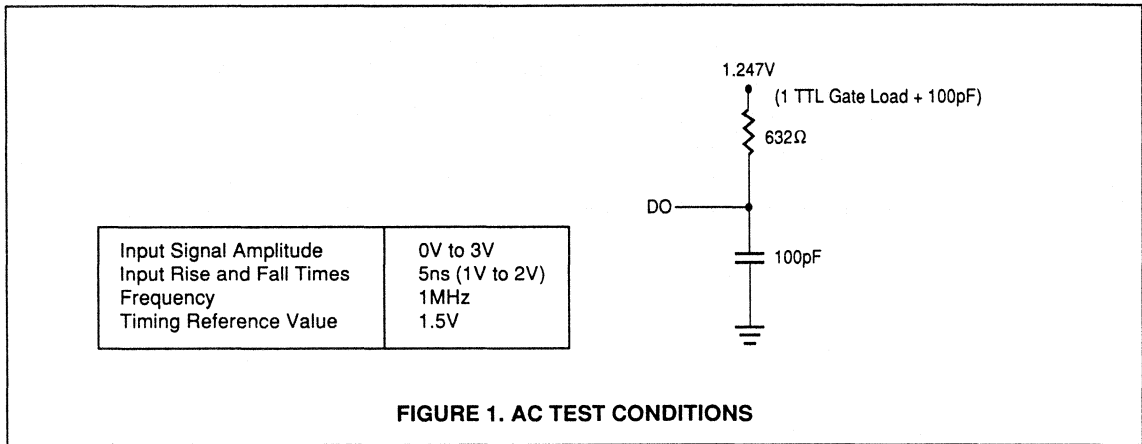 1.247V
(1 TTL Gate Load + 100pF)
632Ω
DO
100pF
Input Signal Amplitude 0V to 3V
Input Rise and Fall Times 5ns (1V to 2V)
Frequency 1MHz
Timing Reference Value 1.5V
FIGURE 1. AC TEST CONDITIONS